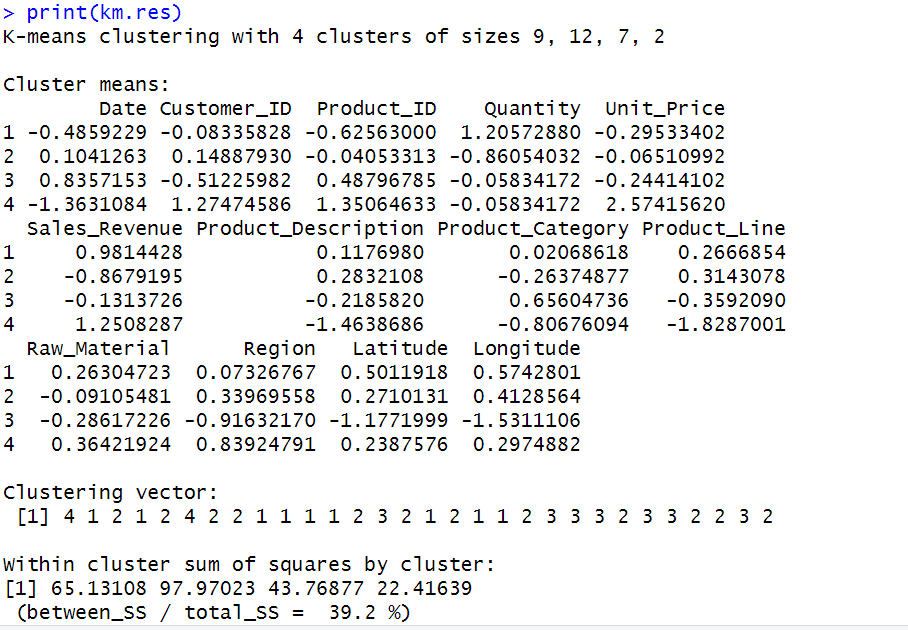 > print(km.res)
K-means clustering with 4 clusters of sizes 9, 12, 7, 2

Cluster means:
        Date Customer_ID  Product_ID    Quantity  Unit_Price
1 -0.4859229 -0.08335828 -0.62563000  1.20572880 -0.29533402
2  0.1041263  0.14887930 -0.04053313 -0.86054032 -0.06510992
3  0.8357153 -0.51225982  0.48796785 -0.05834172 -0.24414102
4 -1.3631084  1.27474586  1.35064633 -0.05834172  2.57415620
  Sales_Revenue Product_Description Product_Category Product_Line
1     0.9814428           0.1176980       0.02068618    0.2666854
2    -0.8679195           0.2832108      -0.26374877    0.3143078
3    -0.1313726          -0.2185820       0.65604736   -0.3592090
4     1.2508287          -1.4638686      -0.80676094   -1.8287001
  Raw_Material      Region   Latitude  Longitude
1   0.26304723  0.07326767  0.5011918  0.5742801
2  -0.09105481  0.33969558  0.2710131  0.4128564
3  -0.28617226 -0.91632170 -1.1771999 -1.5311106
4   0.36421924  0.83924791  0.2387576  0.2974882

Clustering vector:
 [1] 4 1 2 1 2 4 2 2 1 1 1 1 2 3 2 1 2 1 1 2 3 3 3 2 3 3 2 2 3 2

Within cluster sum of squares by cluster:
[1] 65.13108 97.97023 43.76877 22.41639
 (between_SS / total_SS =  39.2 %)